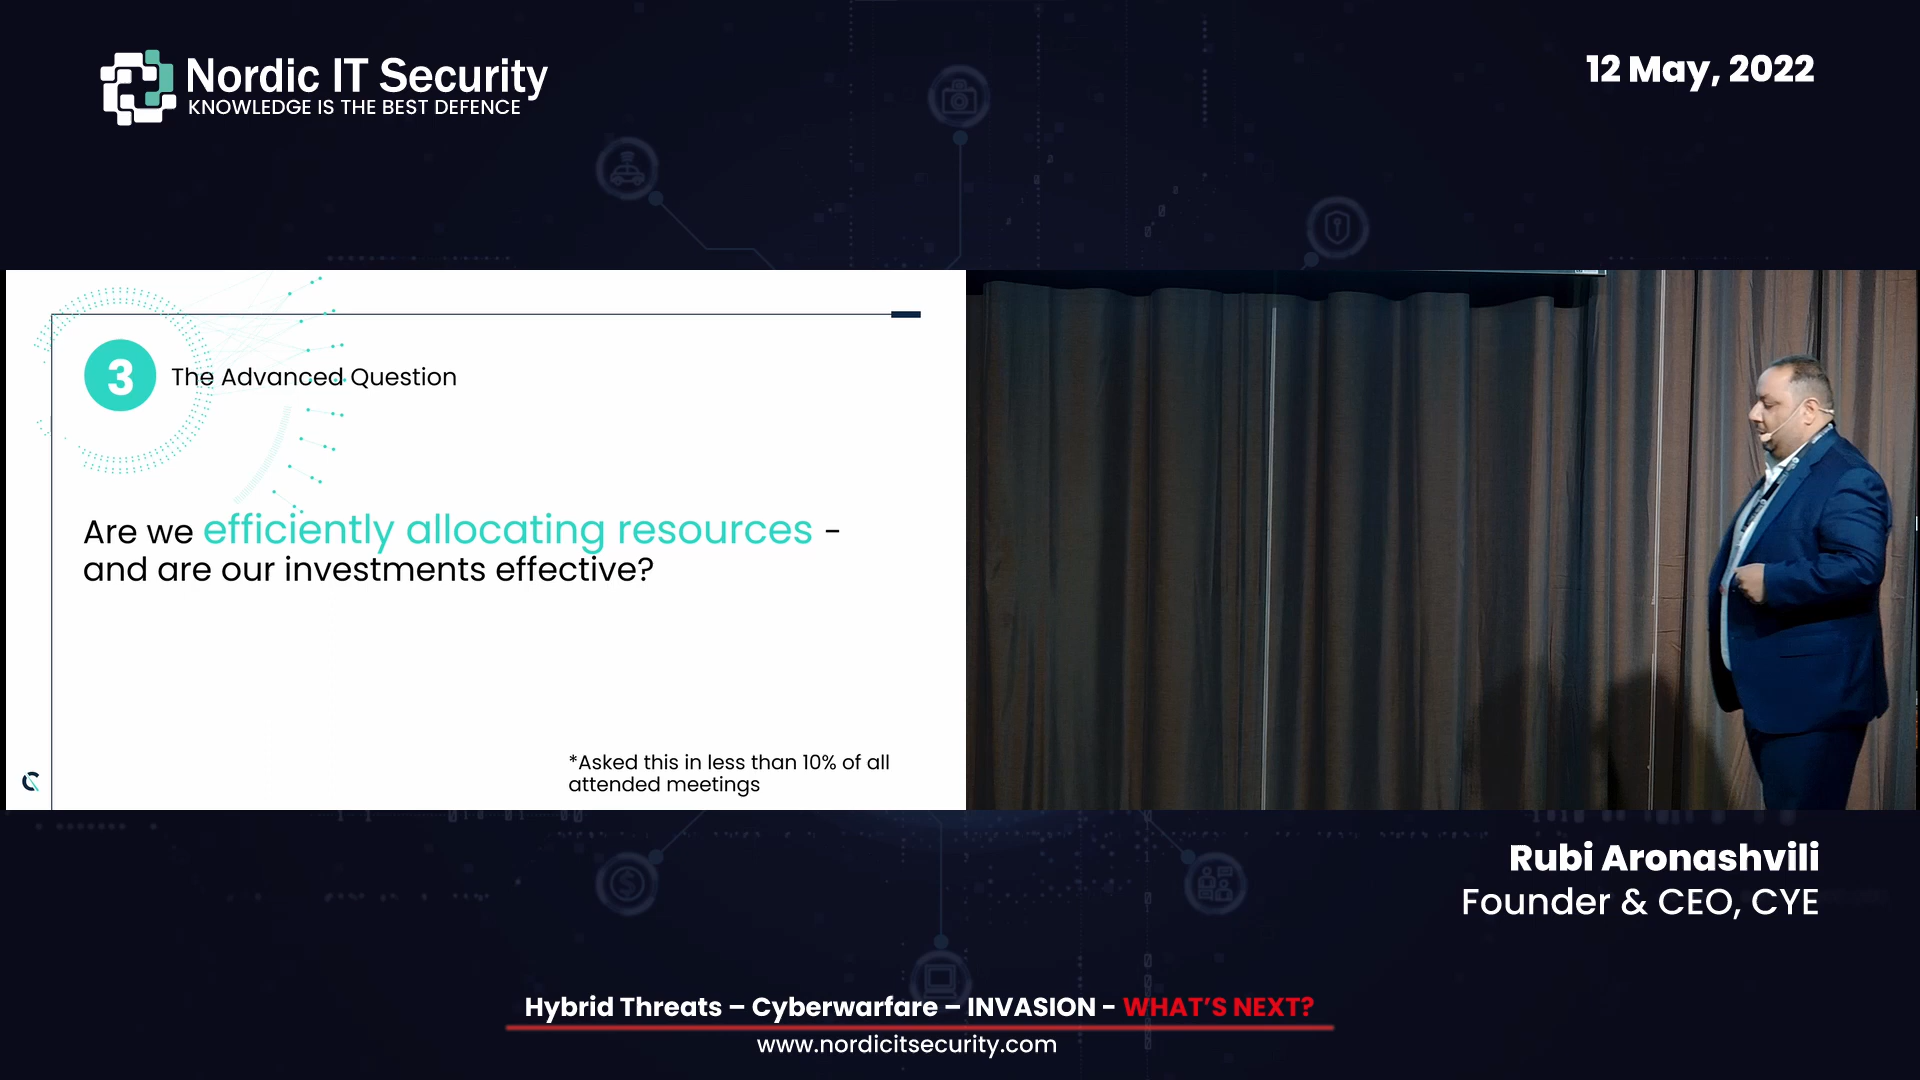 Nordic IT Security
KNOWLEDGE IS THE BEST DEFENCE
12 May, 2022
3
The Advanced Question
Are we efficiently allocating resources -
and are our investments effective?
*Asked this in less than 10% of all
attended meetings
Rubi Aronashvili
Founder & CEO, CYE
Hybrid Threats – Cyberwarfare – INVASION - WHAT'S NEXT?
www.nordicitsecurity.com